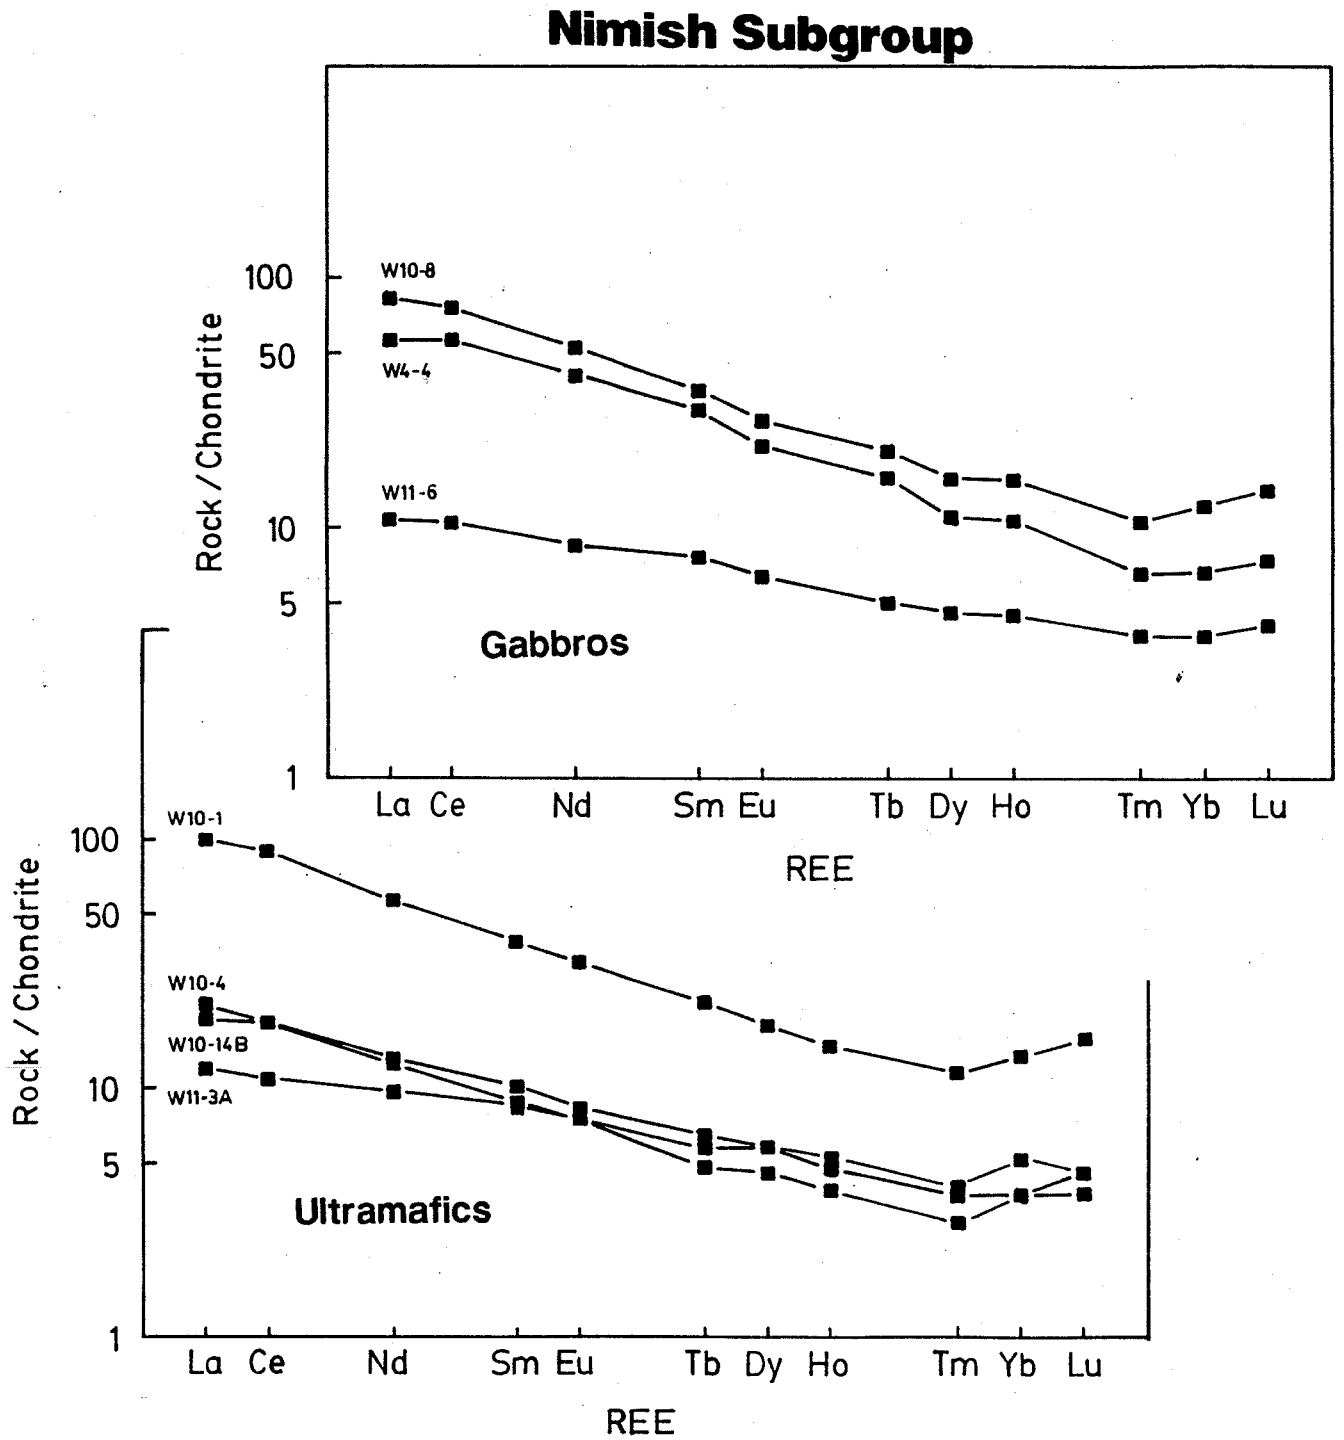 Nimish Subgroup
100
50
10
5
1
Rock/Chondrite
W10-8
W4-4
W11-6
Gabbros
La Ce Nd Sm Eu Tb Dy Ho Tm Yb Lu
REE
100
50
10
5
1
Rock/Chondrite
W10-1
W10-4
W10-14B
W11-3A
Ultramafics
La Ce Nd Sm Eu Tb Dy Ho Tm Yb Lu
REE